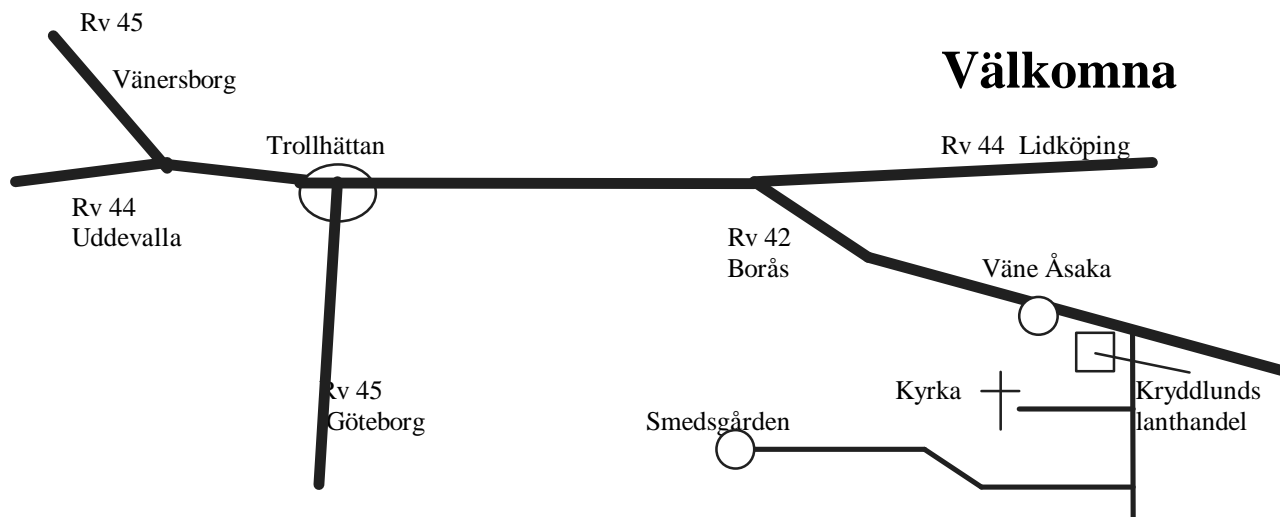 Rv 45
Vänersborg
Välkomna
Trollhättan
Rv 44 Lidköping
Rv 44
Uddevalla
Rv 42
Borås
Väne Åsaka
Rv 45
Göteborg
Kyrka
Kryddlunds
lanthandel
Smedsgården